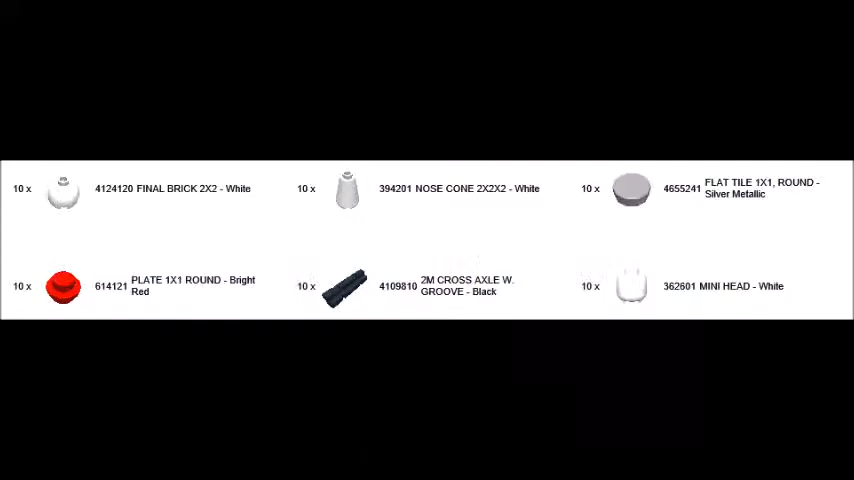 10 x 4124120 FINAL BRICK 2X2 - White
10 x 394201 NOSE CONE 2X2X2 - White
10 x 4655241 FLAT TILE 1X1, ROUND -
Silver Metallic
10 x 614121 PLATE 1X1 ROUND - Bright
Red
10 x 4109810 2M CROSS AXLE W.
GROOVE - Black
10 x 362601 MINI HEAD - White